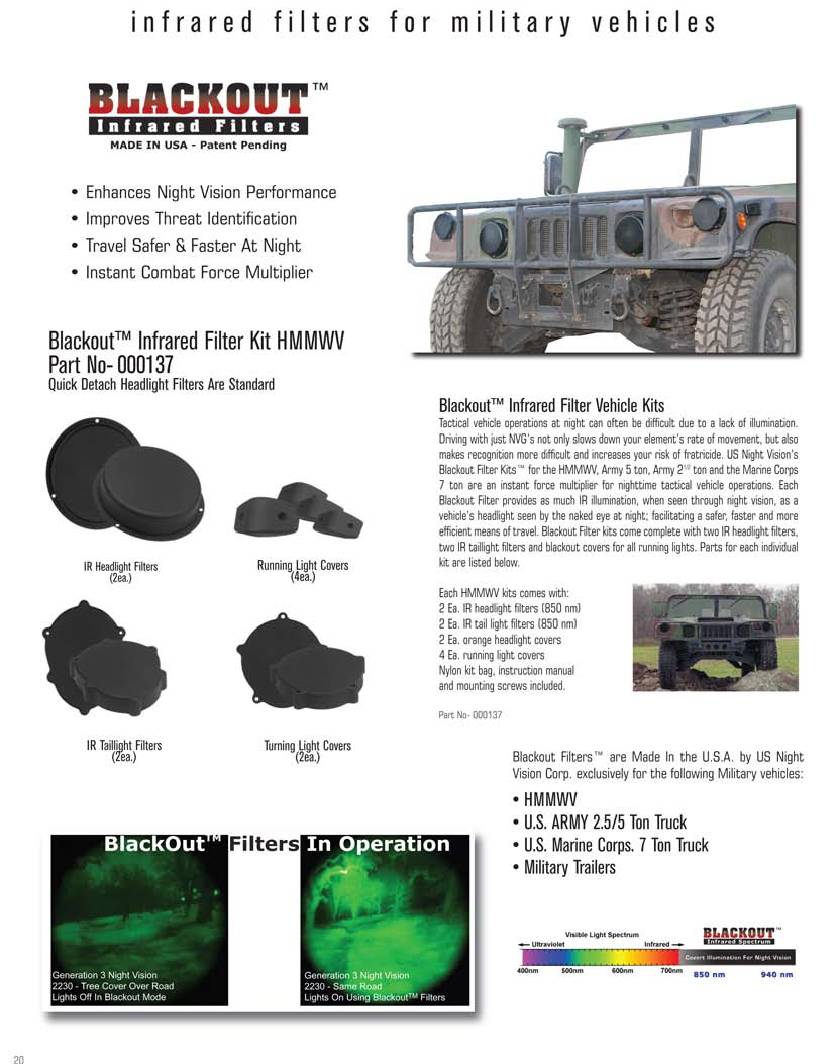 infrared filters for military vehicles
BLACKOUT™
Infrared Filters
MADE IN USA - Patent Pending
• Enhances Night Vision Performance
• Improves Threat Identification
• Travel Safer & Faster At Night
• Instant Combat Force Multiplier
Blackout™ Infrared Filter Kit HMMWV
Part No- 000137
Quick Detach Headlight Filters Are Standard
IR Headlight Filters
(2ea.)
Running Light Covers
(4ea.)
IR Taillight Filters
(2ea.)
Turning Light Covers
(2ea.)
Blackout™ Infrared Filter Vehicle Kits
Tactical vehicle operations at night can often be difficult due to a lack of illumination.
Driving with just NVG's not only slows down your element's rate of movement, but also
makes recognition more difficult and increases your risk of fratricide. US Night Vision's
Blackout Filter Kits™ for the HMMWV, Army 5 ton, Army 2¹/² ton and the Marine Corps
7 ton are an instant force multiplier for nighttime tactical vehicle operations. Each
Blackout Filter provides as much IR illumination, when seen through night vision, as a
vehicle's headlight seen by the naked eye at night; facilitating a safer, faster and more
efficient means of travel. Blackout Filter kits come complete with two IR headlight filters,
two IR taillight filters and blackout covers for all running lights. Parts for each individual
kit are listed below.
Each HMMWV kits comes with:
2 Ea. IR headlight filters (850 nm)
2 Ea. IR tail light filters (850 nm)
2 Ea. orange headlight covers
4 Ea. running light covers
Nylon kit bag, instruction manual
and mounting screws included.
Part No- 000137
Blackout Filters™ are Made In the U.S.A. by US Night
Vision Corp. exclusively for the following Military vehicles:
• HMMWV
• U.S. ARMY 2.5/5 Ton Truck
• U.S. Marine Corps. 7 Ton Truck
• Military Trailers
BlackOut™ Filters In Operation
Generation 3 Night Vision
2230 - Tree Cover Over Road
Lights Off In Blackout Mode
Generation 3 Night Vision
2230 - Same Road
Lights On Using Blackout™ Filters
Visiible Light Spectrum
Ultraviolet
Infrared
BLACKOUT™
Infrared Spectrum
Covert Illumination For Night Vision
400nm 500nm 600nm 700nm 850 nm 940 nm
20